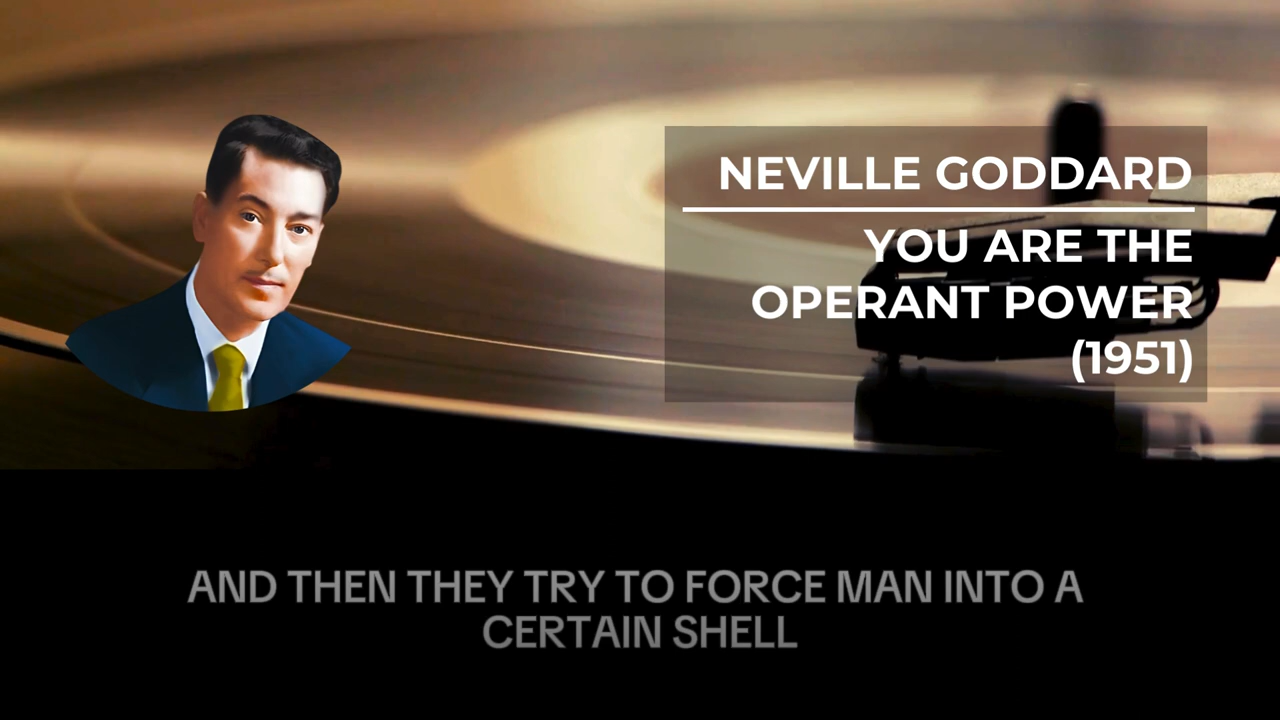 NEVILLE GODDARD
YOU ARE THE
OPERANT POWER
(1951)
AND THEN THEY TRY TO FORCE MAN INTO A
CERTAIN SHELL